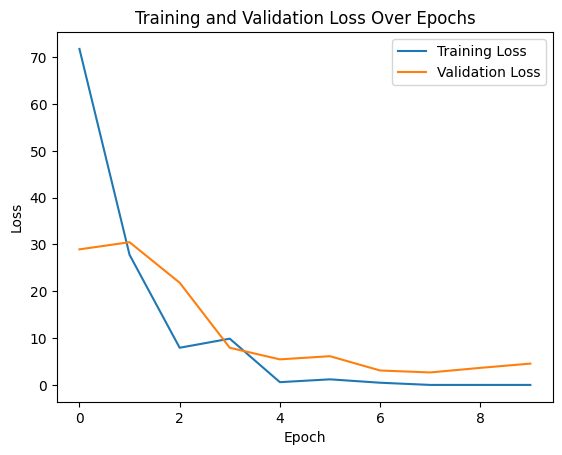 Training and Validation Loss Over Epochs
Training Loss
Validation Loss
Loss
70
60
50
40
30
20
10
0
0 2 4 6 8
Epoch